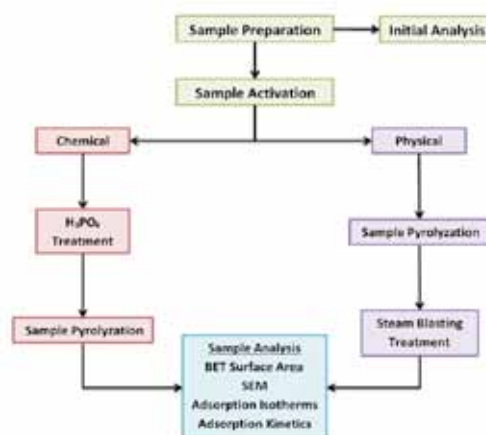 Sample Preparation
Initial Analysis
Sample Activation
Chemical
Physical
H₃PO₄
Treatment
Sample Pyrolyzation
Sample Pyrolyzation
Steam Blasting
Treatment
Sample Analysis
BET Surface Area
SEM
Adsorption Isotherms
Adsorption Kinetics